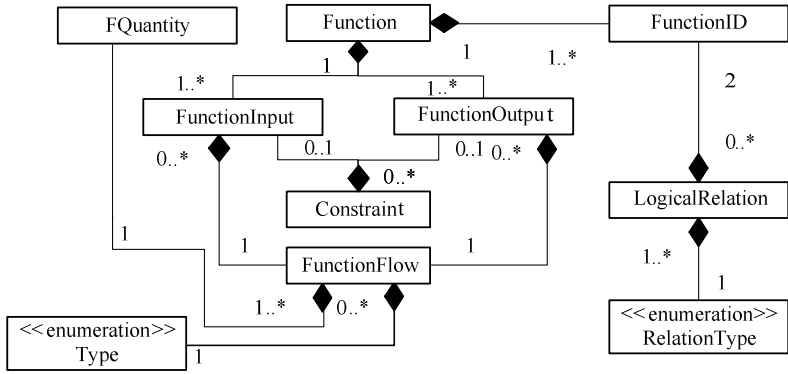 FQuantity
Function
FunctionID
1
1
1..*
1..*
1..*
2
FunctionInput
FunctionOutput
0..*
0..1
0..1
0..*
0..*
0..*
Constraint
LogicalRelation
1
1
1
FunctionFlow
1..*
1..*
0..*
1
<<enumeration>>
Type
1
<<enumeration>>
RelationType